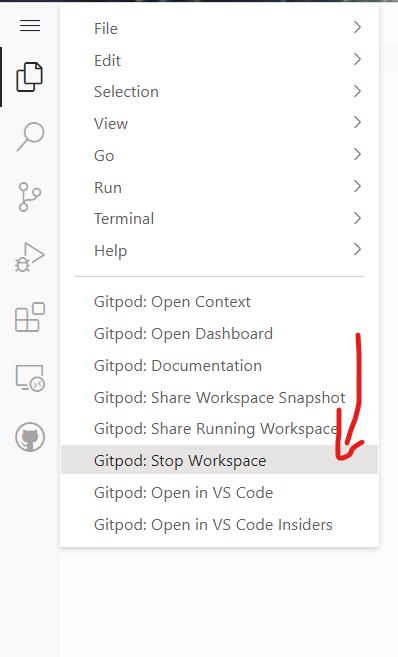 File
Edit
Selection
View
Go
Run
Terminal
Help
Gitpod: Open Context
Gitpod: Open Dashboard
Gitpod: Documentation
Gitpod: Share Workspace Snapshot
Gitpod: Share Running Workspace
Gitpod: Stop Workspace
Gitpod: Open in VS Code
Gitpod: Open in VS Code Insiders